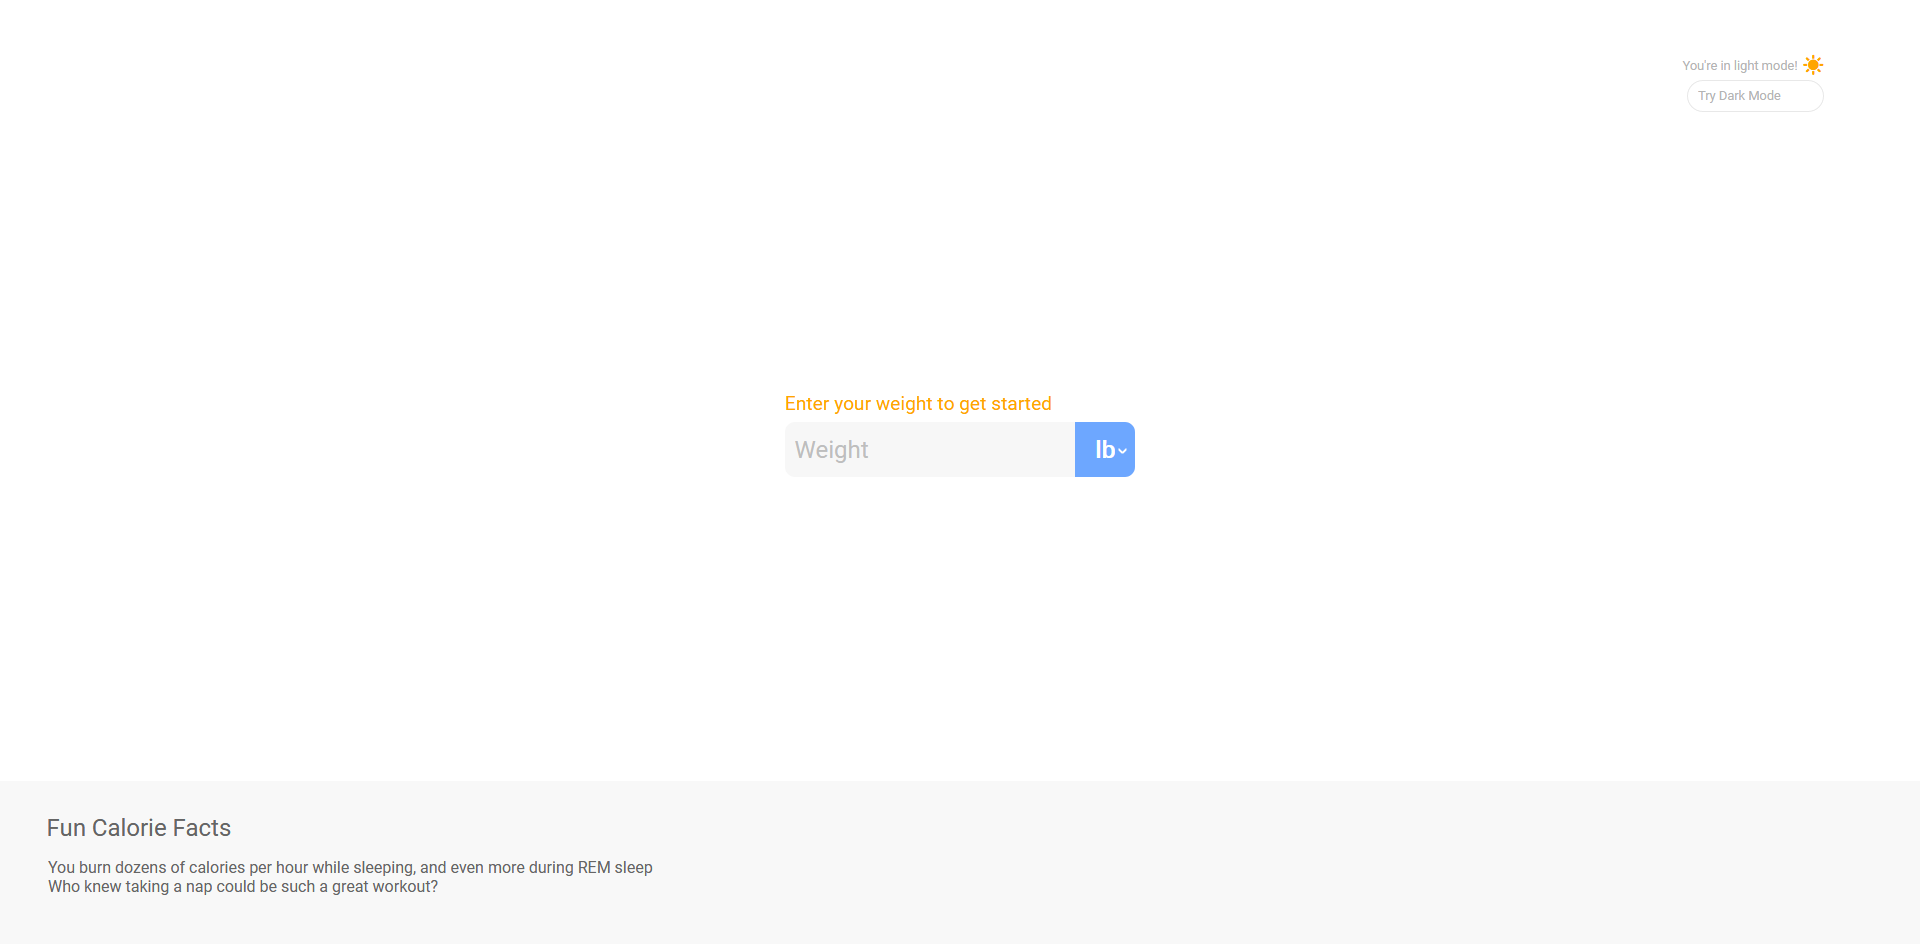 You're in light mode!
Try Dark Mode
Enter your weight to get started
Weight
lb
Fun Calorie Facts
You burn dozens of calories per hour while sleeping, and even more during REM sleep
Who knew taking a nap could be such a great workout?